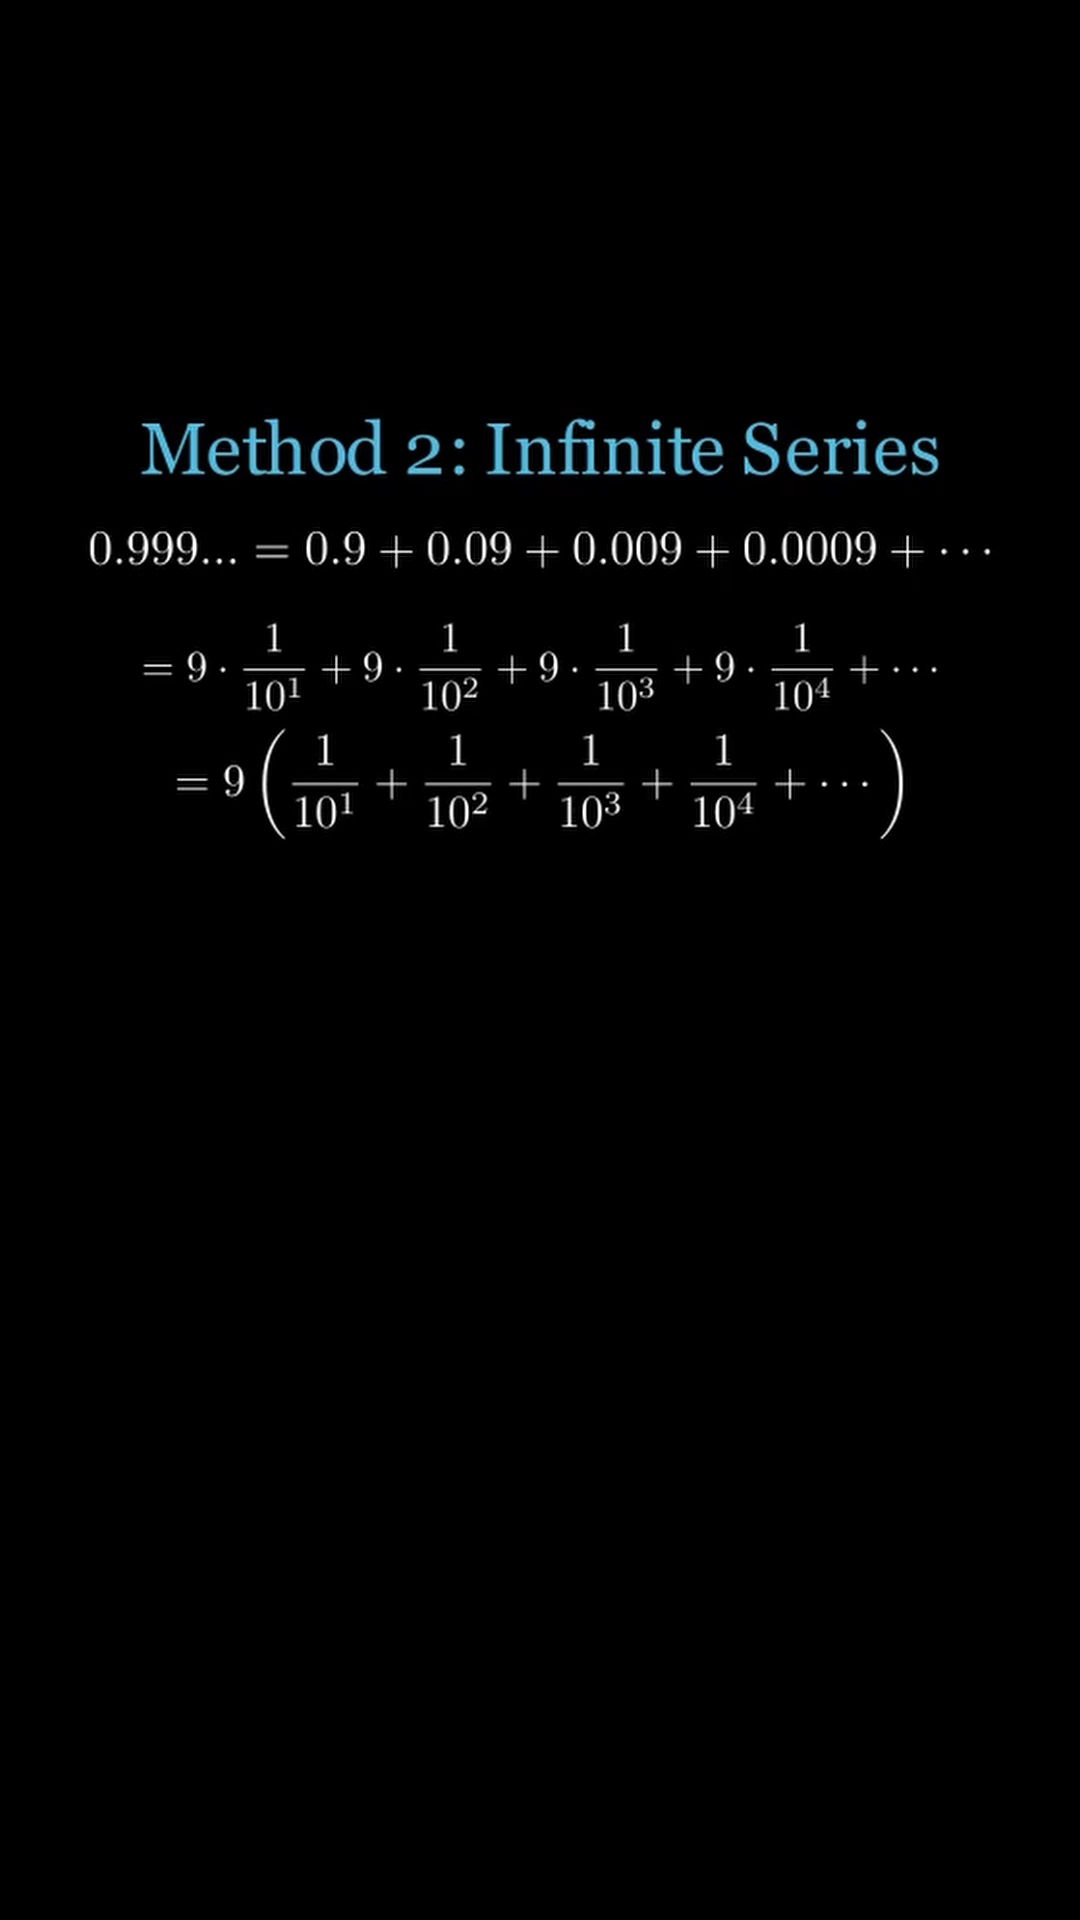 Method 2: Infinite Series
0.999... = 0.9 + 0.09 + 0.009 + 0.0009 + ⋯
= 9 · 1/10¹ + 9 · 1/10² + 9 · 1/10³ + 9 · 1/10⁴ + ⋯
= 9 (1/10¹ + 1/10² + 1/10³ + 1/10⁴ + ⋯)